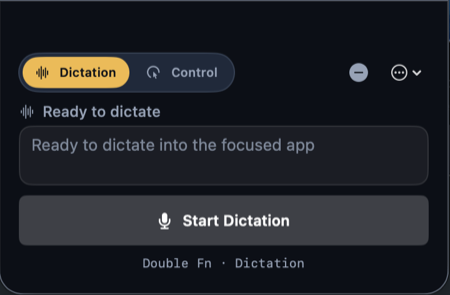 Dictation Control
Ready to dictate
Ready to dictate into the focused app
Start Dictation
Double Fn · Dictation